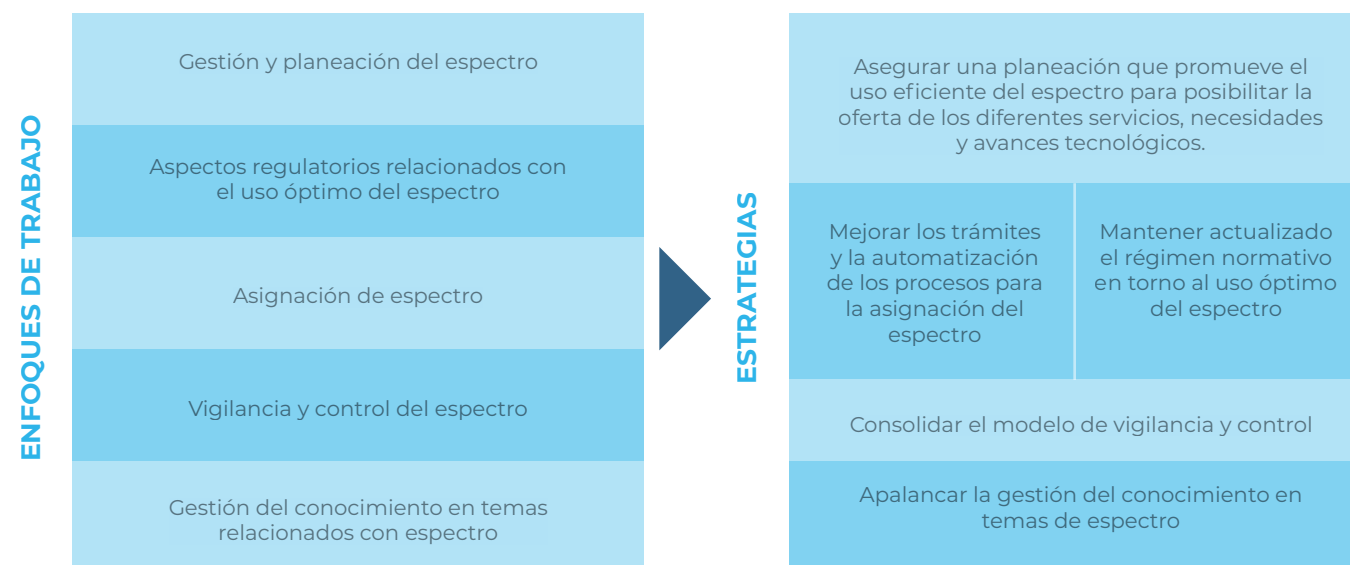 ENFOQUES DE TRABAJO
Gestión y planeación del espectro
Aspectos regulatorios relacionados con
el uso óptimo del espectro
Asignación de espectro
Vigilancia y control del espectro
Gestión del conocimiento en temas
relacionados con espectro
ESTRATEGIAS
Asegurar una planeación que promueve el
uso eficiente del espectro para posibilitar la
oferta de los diferentes servicios, necesidades
y avances tecnológicos.
Mejorar los trámites
y la automatización
de los procesos para
la asignación del
espectro
Mantener actualizado
el régimen normativo
en torno al uso óptimo
del espectro
Consolidar el modelo de vigilancia y control
Apalancar la gestión del conocimiento en
temas de espectro